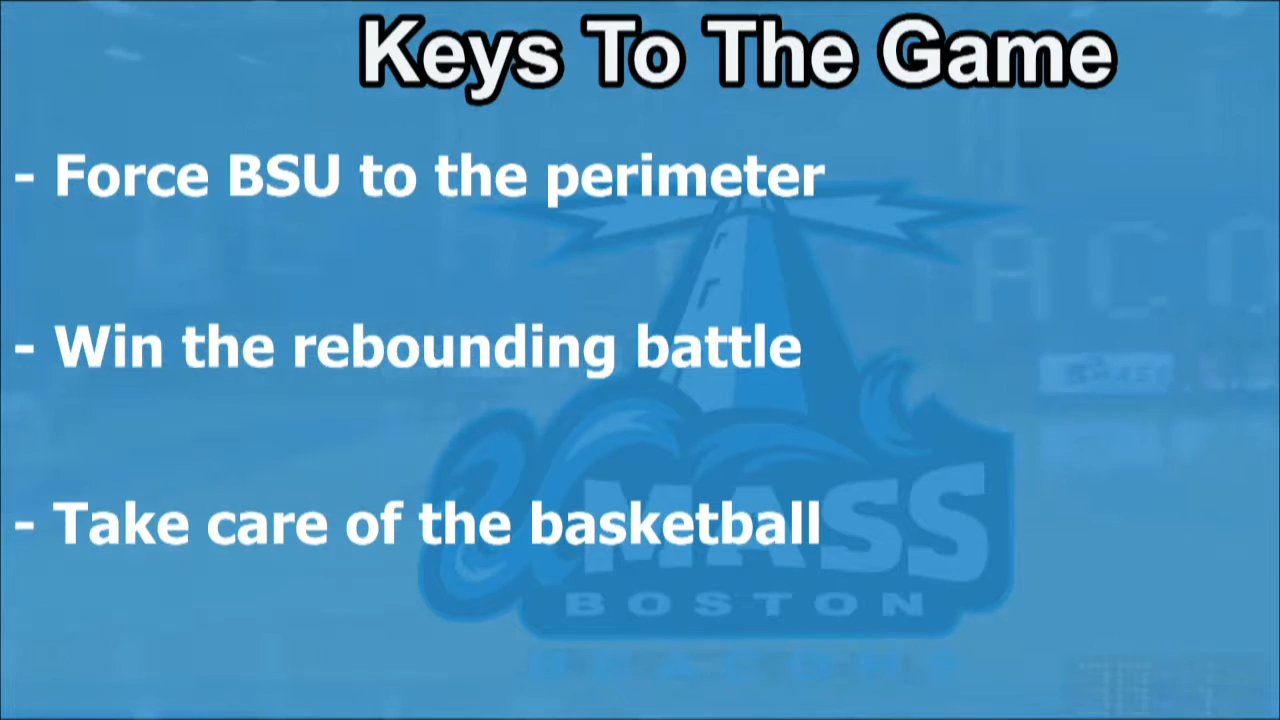 Keys To The Game
- Force BSU to the perimeter
- Win the rebounding battle
- Take care of the basketball
MASS
BOSTON
BEACONS